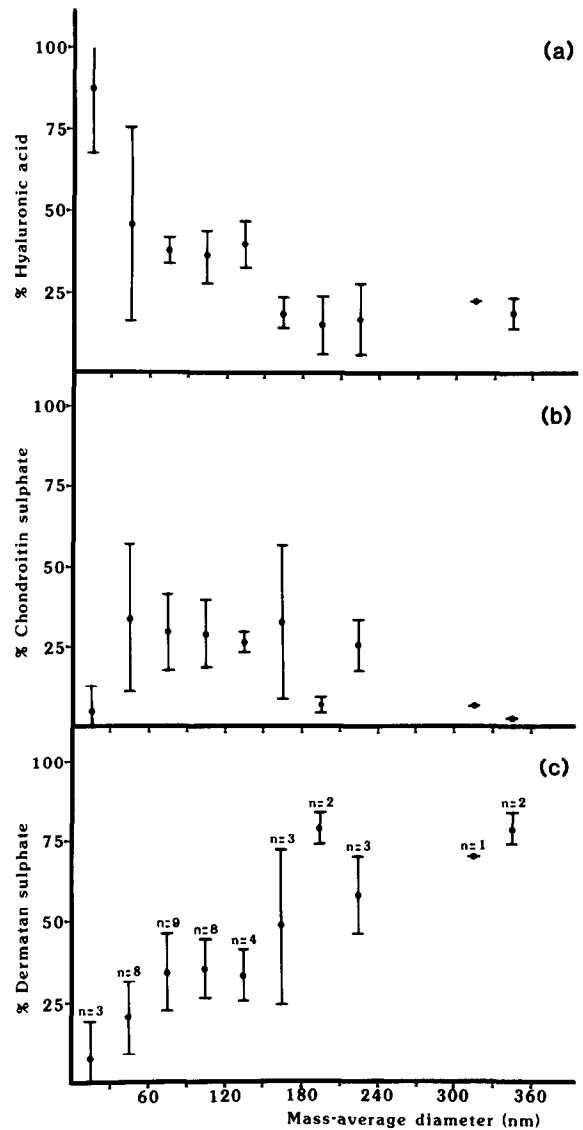 (a)
100
75
50
25
% Hyaluronic acid
(b)
100
75
50
25
% Chondroitin sulphate
(c)
100
75
50
25
% Dermatan sulphate
n=3
n=8
n=9
n=8
n=4
n=3
n=2
n=3
n=1
n=2
60
120
180
240
300
360
Mass-average diameter (nm)